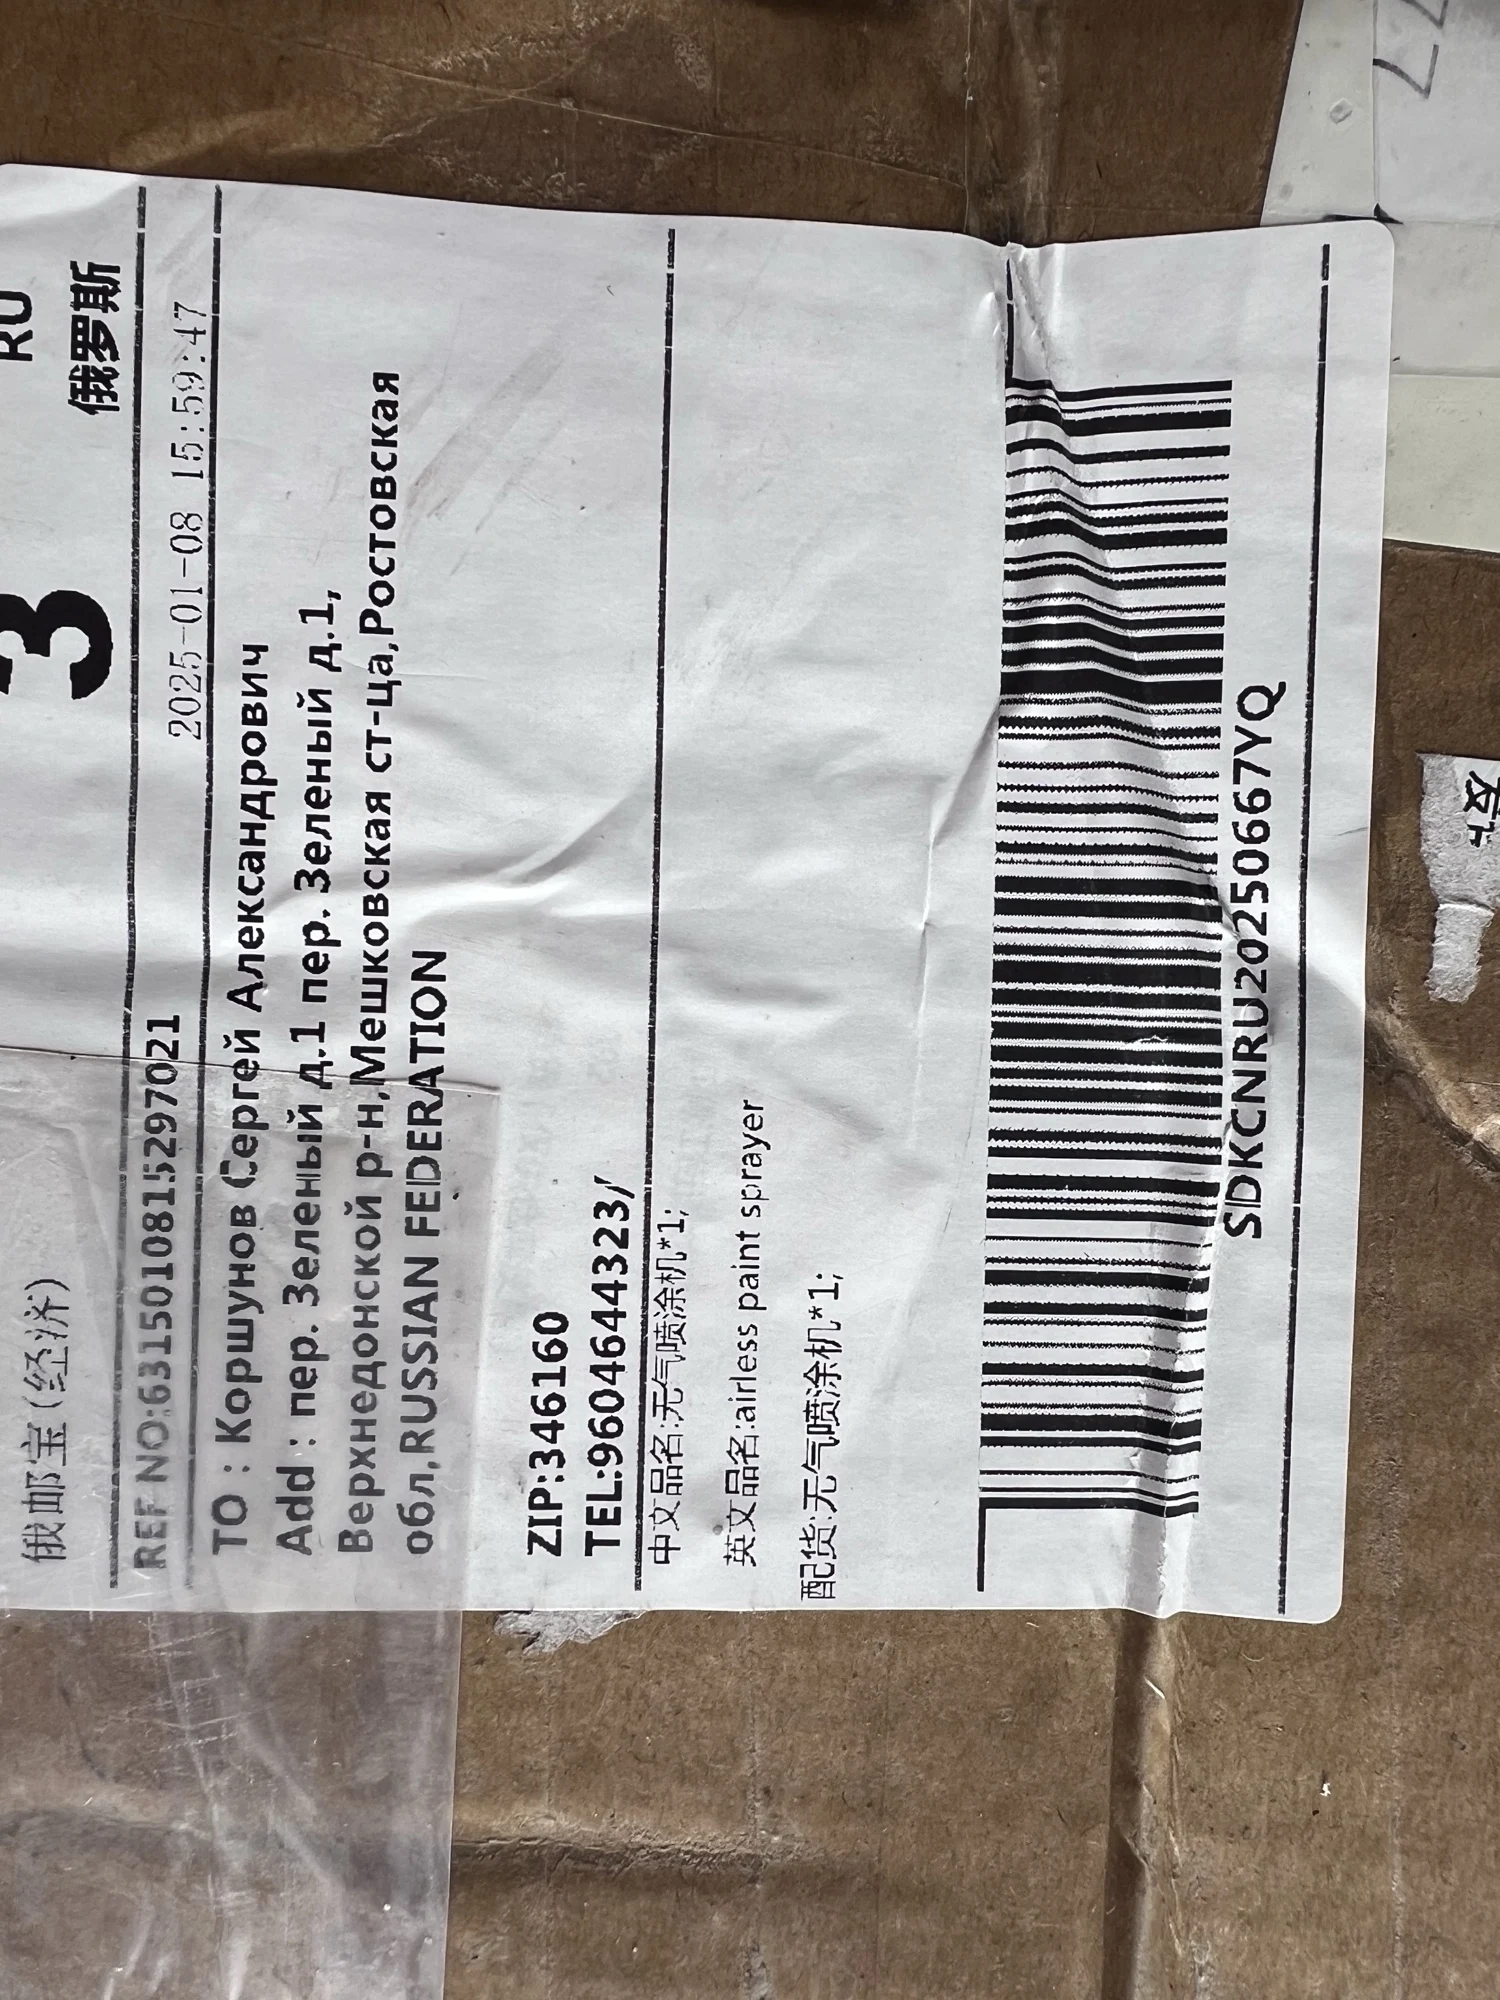 RU
3
俄罗斯
俄邮宝(经济)
REF NO:6315010815297021
2025-01-08 15:59:47
TO : Коршунов Сергей Александрович
Add : пер. Зеленый д.1 пер. Зеленый д.1,
Верхнедонской р-н,Мешковская ст-ца,Ростовская
обл,RUSSIAN FEDERATION
ZIP:346160
TEL:9604644323/
中文品名:无气喷涂机*1;
英文品名:airless paint sprayer
配货:无气喷涂机*1;
SDKCNRU20250667YQ